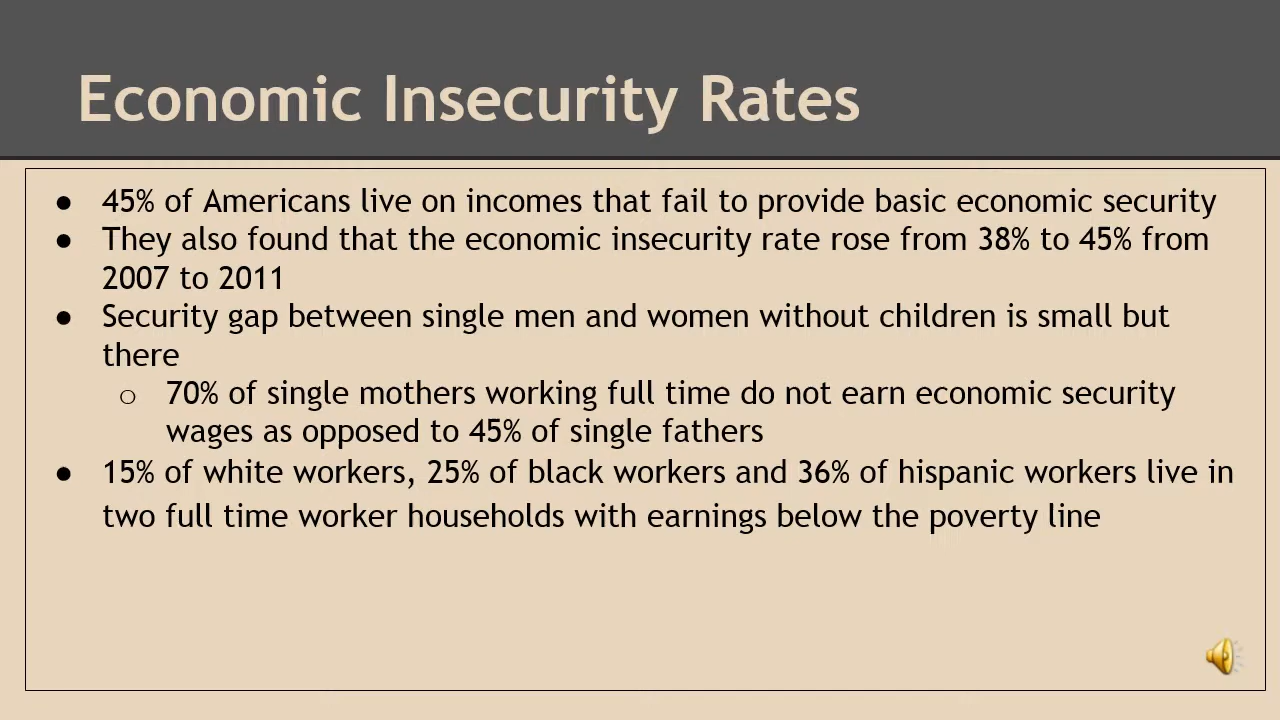 Economic Insecurity Rates
● 45% of Americans live on incomes that fail to provide basic economic security
● They also found that the economic insecurity rate rose from 38% to 45% from
2007 to 2011
● Security gap between single men and women without children is small but
there
○ 70% of single mothers working full time do not earn economic security
wages as opposed to 45% of single fathers
● 15% of white workers, 25% of black workers and 36% of hispanic workers live in
two full time worker households with earnings below the poverty line